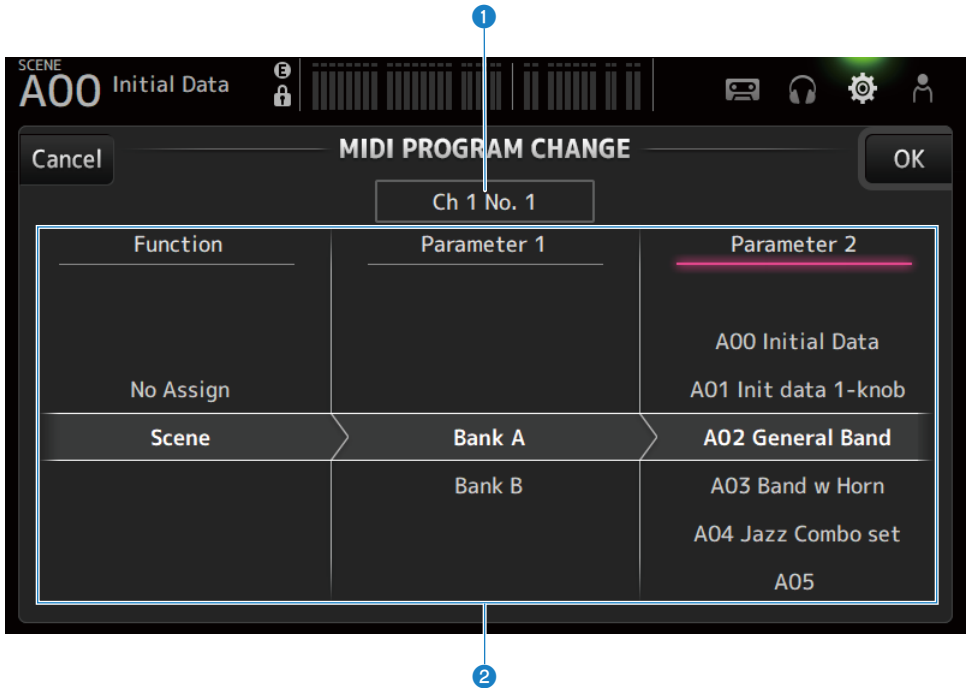 1
SCENE
A00 Initial Data E
Cancel MIDI PROGRAM CHANGE OK
Ch 1 No. 1
Function Parameter 1 Parameter 2
A00 Initial Data
No Assign A01 Init data 1-knob
Scene Bank A A02 General Band
Bank B A03 Band w Horn
A04 Jazz Combo set
A05
2